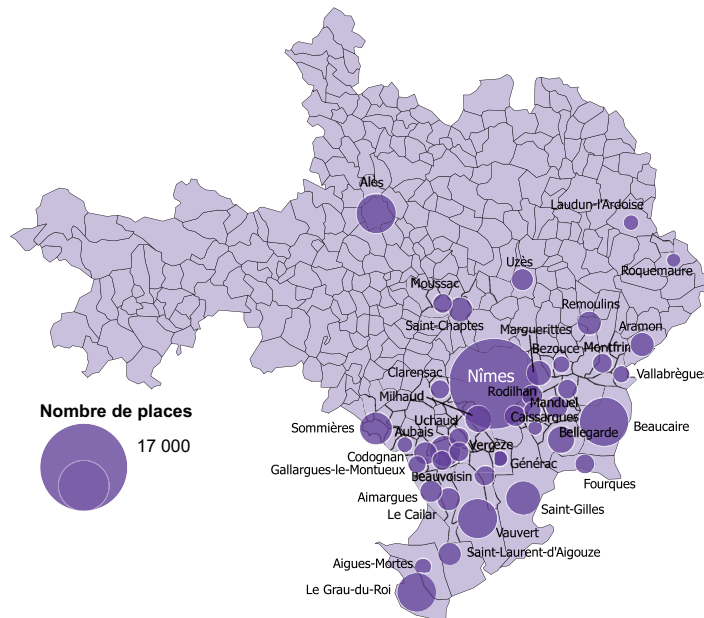 Alès
Laudun-l'Ardoise
Roquemaure
Uzès
Moussac
Remoulins
Saint-Chaptes
Marguerittes
Aramon
Bezouce
Montfrin
Clarensac
Nîmes
Vallabrègues
Milhaud
Rodilhan
Manduel
Caissargues
Uchaud
Sommières
Aubais
Beaucaire
Bellegarde
Codognan
Vergèze
Générac
Gallargues-le-Montueux
Beauvoisin
Fourques
Aimargues
Le Cailar
Saint-Gilles
Vauvert
Saint-Laurent-d'Aigouze
Aigues-Mortes
Le Grau-du-Roi
Nombre de places
17 000